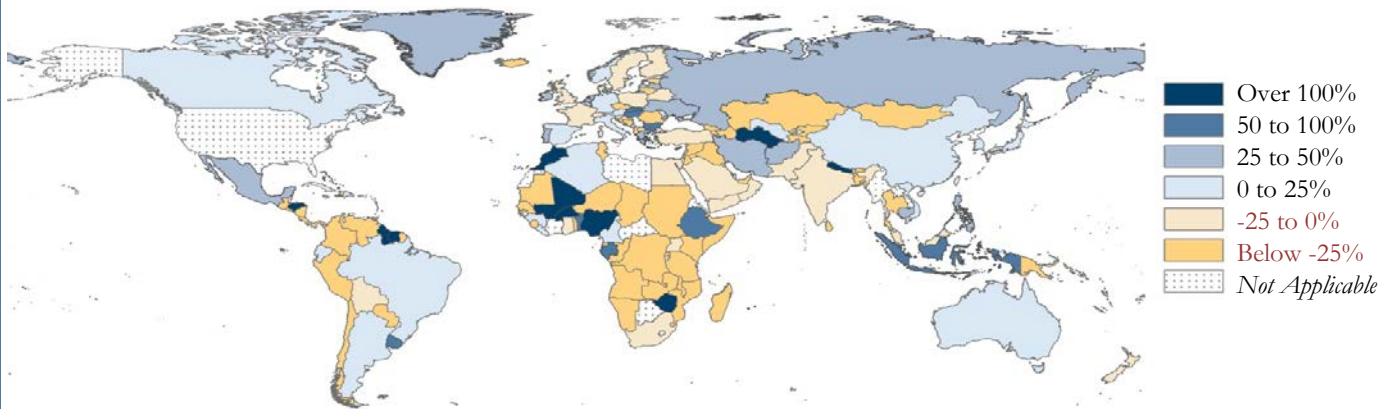 Over 100%
50 to 100%
25 to 50%
0 to 25%
-25 to 0%
Below -25%
Not Applicable